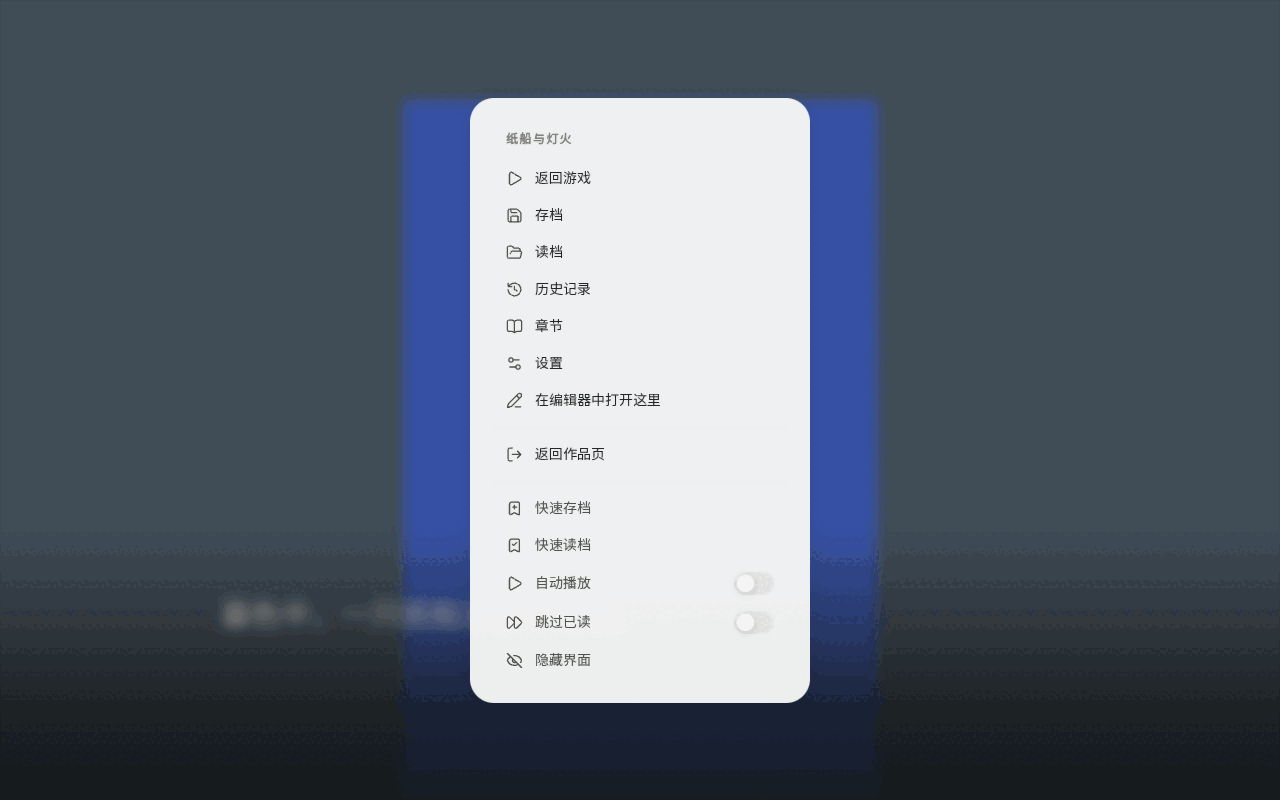 纸船与灯火
返回游戏
存档
读档
历史记录
章节
设置
在编辑器中打开这里
返回作品页
快速存档
快速读档
自动播放
跳过已读
隐藏界面